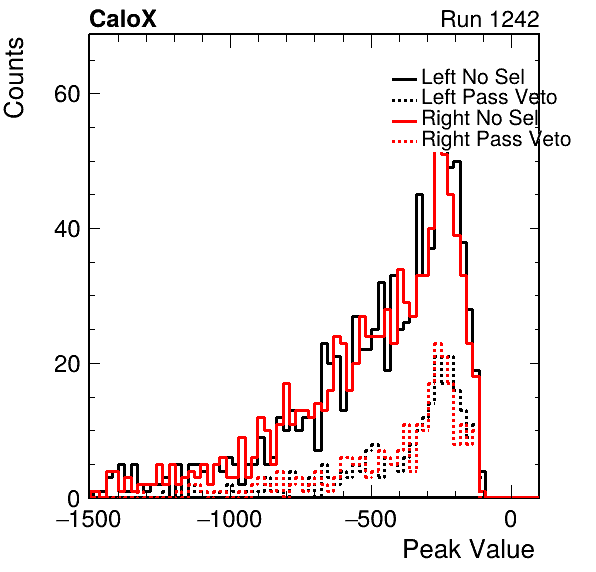 CaloX Run 1242
Counts
Left No Sel
Left Pass Veto
Right No Sel
Right Pass Veto
60
40
20
0
−1500 −1000 −500 0
Peak Value